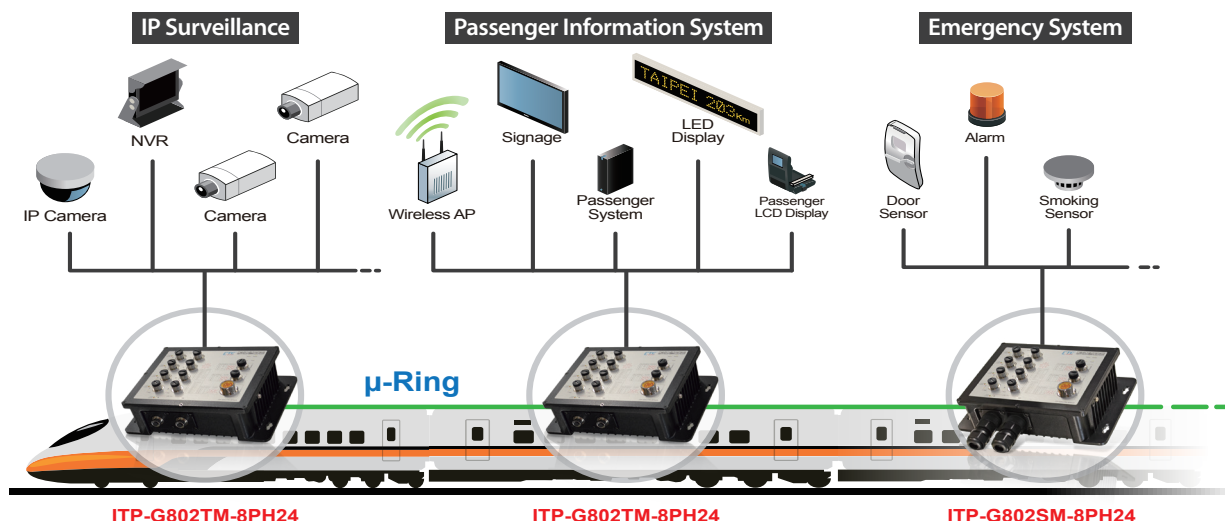 IP Surveillance
Passenger Information System
Emergency System
NVR
Camera
IP Camera
Camera
Signage
TAIPEI 203Km
LED
Display
Wireless AP
Passenger
System
Passenger
LCD Display
Alarm
Door
Sensor
Smoking
Sensor
µ-Ring
ITP-G802TM-8PH24
ITP-G802TM-8PH24
ITP-G802SM-8PH24